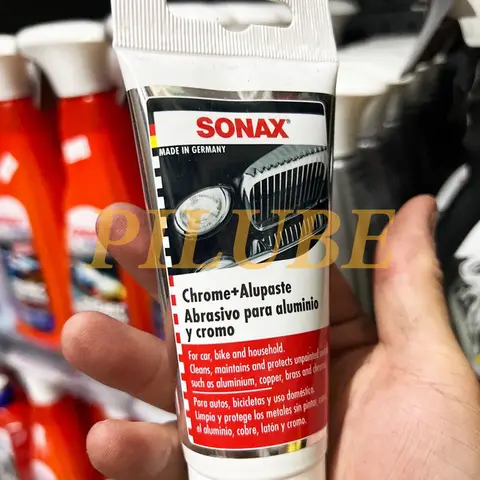 SONAX
MADE IN GERMANY
PILUBE
Chrome+Alupaste
Abrasivo para aluminio
y cromo
For car, bike and household.
Cleans, maintains and protects unpainted
such as aluminium, copper, brass and
Para autos, bicicletas y uso doméstico.
Limpia y protege los metales sin pintar,
el aluminio, cobre, latón y cromo.